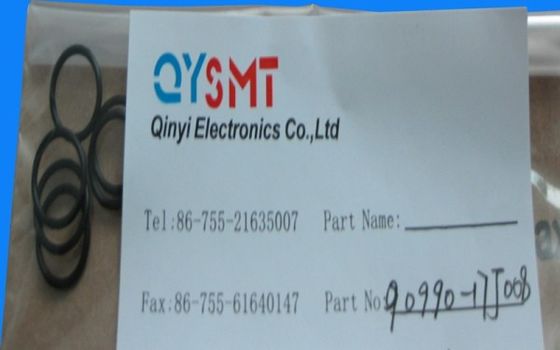 QYSMT
Qinyi Electronics Co.,Ltd
Tel:86-755-21635007 Part Name:
Fax:86-755-61640147 Part No: 90990-17J008